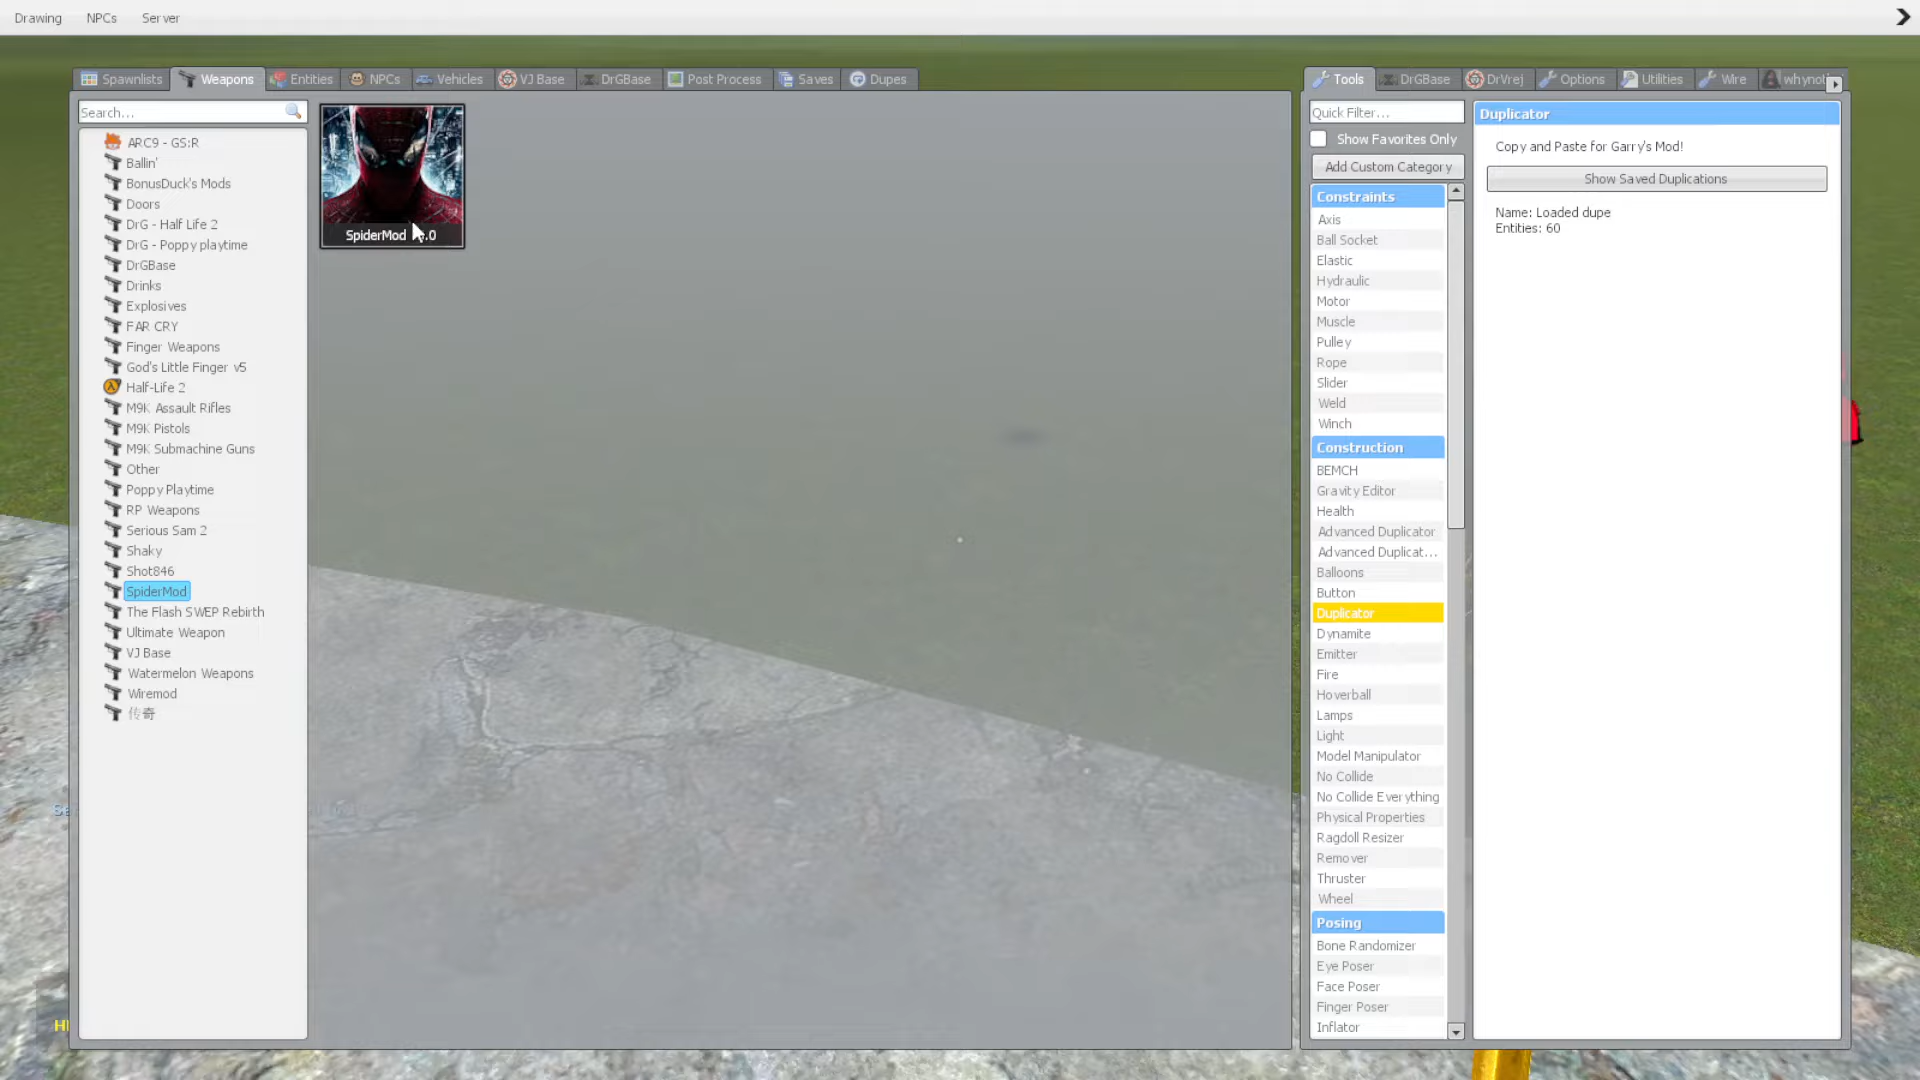 Drawing NPCs Server
Spawnlists Weapons Entities NPCs Vehicles VJ Base DrGBase Post Process Saves Dupes
Search...
ARC9 - GS:R
Ballin'
BonusDuck's Mods
Doors
DrG - Half Life 2
DrG - Poppy playtime
DrGBase
Drinks
Explosives
FAR CRY
Finger Weapons
God's Little Finger v5
Half-Life 2
M9K Assault Rifles
M9K Pistols
M9K Submachine Guns
Other
Poppy Playtime
RP Weapons
Serious Sam 2
Shaky
Shot846
SpiderMod
The Flash SWEP Rebirth
Ultimate Weapon
VJ Base
Watermelon Weapons
Wiremod
传奇
SpiderMod .0
Tools DrGBase DrVrej Options Utilities Wire
Quick Filter...
Show Favorites Only
Add Custom Category
Constraints
Axis
Ball Socket
Elastic
Hydraulic
Motor
Muscle
Pulley
Rope
Slider
Weld
Winch
Construction
BEMCH
Gravity Editor
Health
Advanced Duplicator
Advanced Duplicat...
Balloons
Button
Duplicator
Dynamite
Emitter
Fire
Hoverball
Lamps
Light
Model Manipulator
No Collide
No Collide Everything
Physical Properties
Ragdoll Resizer
Remover
Thruster
Wheel
Posing
Bone Randomizer
Eye Poser
Face Poser
Finger Poser
Inflator
Duplicator
Copy and Paste for Garry's Mod!
Show Saved Duplications
Name: Loaded dupe
Entities: 60